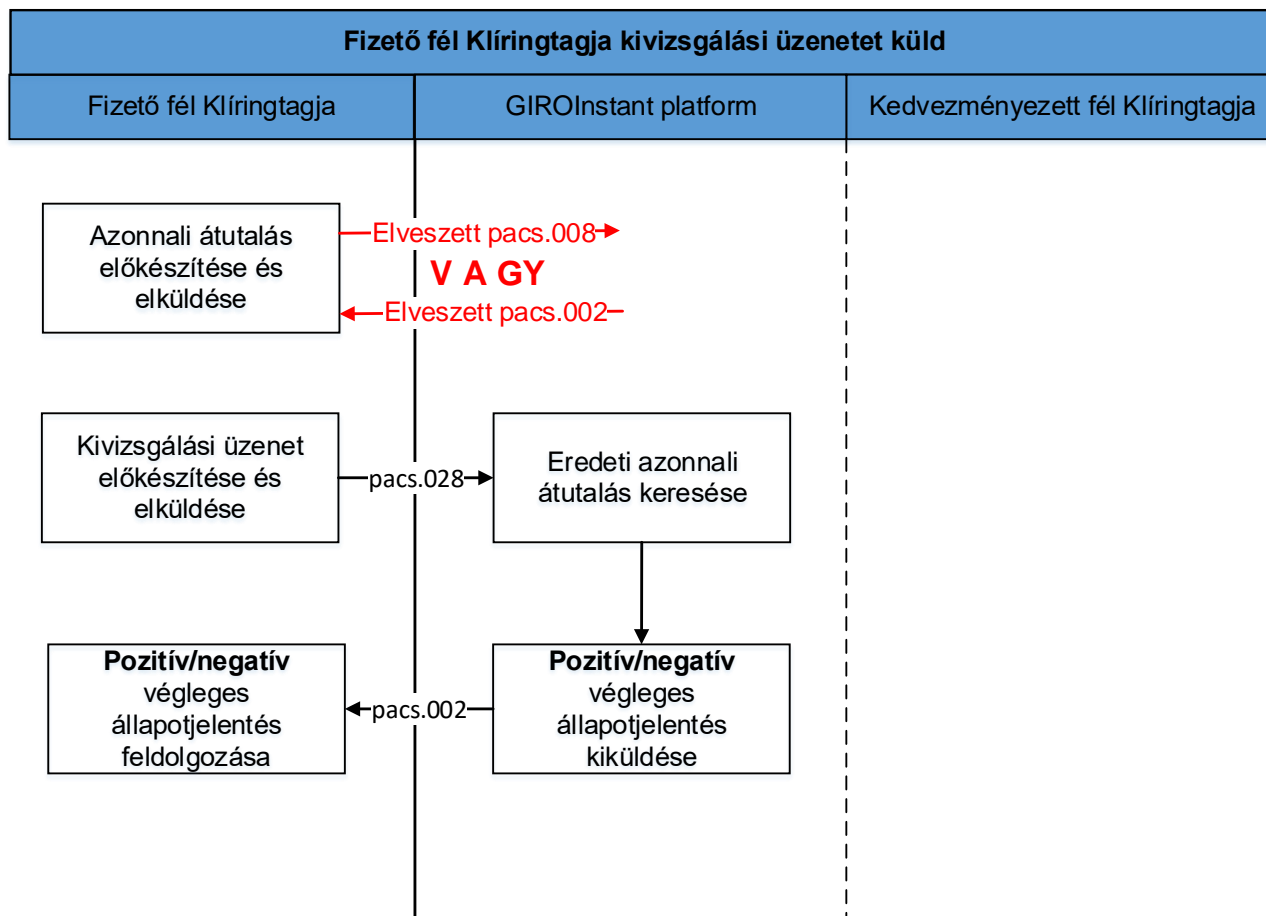 Fizető fél Klíringtagja kivizsgálási üzenetet küld
Fizető fél Klíringtagja
GIROInstant platform
Kedvezményezett fél Klíringtagja
Azonnali átutalás
előkészítése és
elküldése
Elveszett pacs.008
V A GY
Elveszett pacs.002
Kivizsgálási üzenet
előkészítése és
elküldése
pacs.028
Eredeti azonnali
átutalás keresése
Pozitív/negatív
végleges
állapotjelentés
feldolgozása
pacs.002
Pozitív/negatív
végleges
állapotjelentés
kiküldése